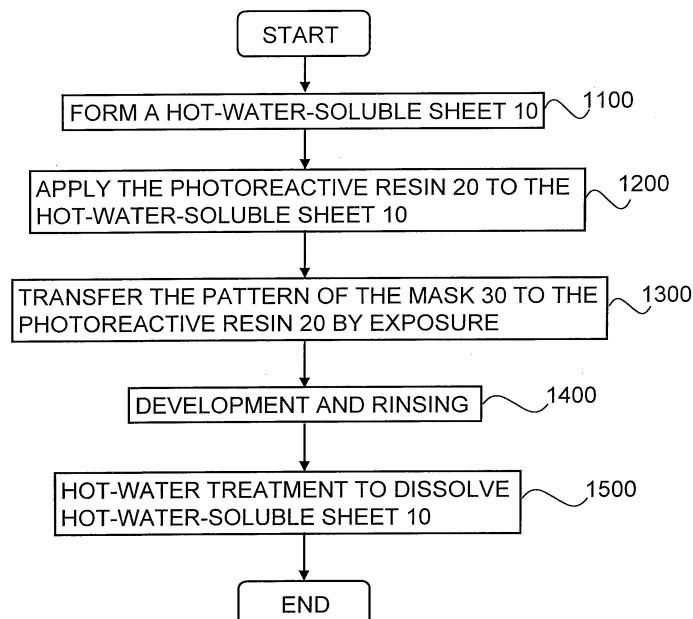 START
FORM A HOT-WATER-SOLUBLE SHEET 10
1100
APPLY THE PHOTOREACTIVE RESIN 20 TO THE
HOT-WATER-SOLUBLE SHEET 10
1200
TRANSFER THE PATTERN OF THE MASK 30 TO THE
PHOTOREACTIVE RESIN 20 BY EXPOSURE
1300
DEVELOPMENT AND RINSING
1400
HOT-WATER TREATMENT TO DISSOLVE
HOT-WATER-SOLUBLE SHEET 10
1500
END